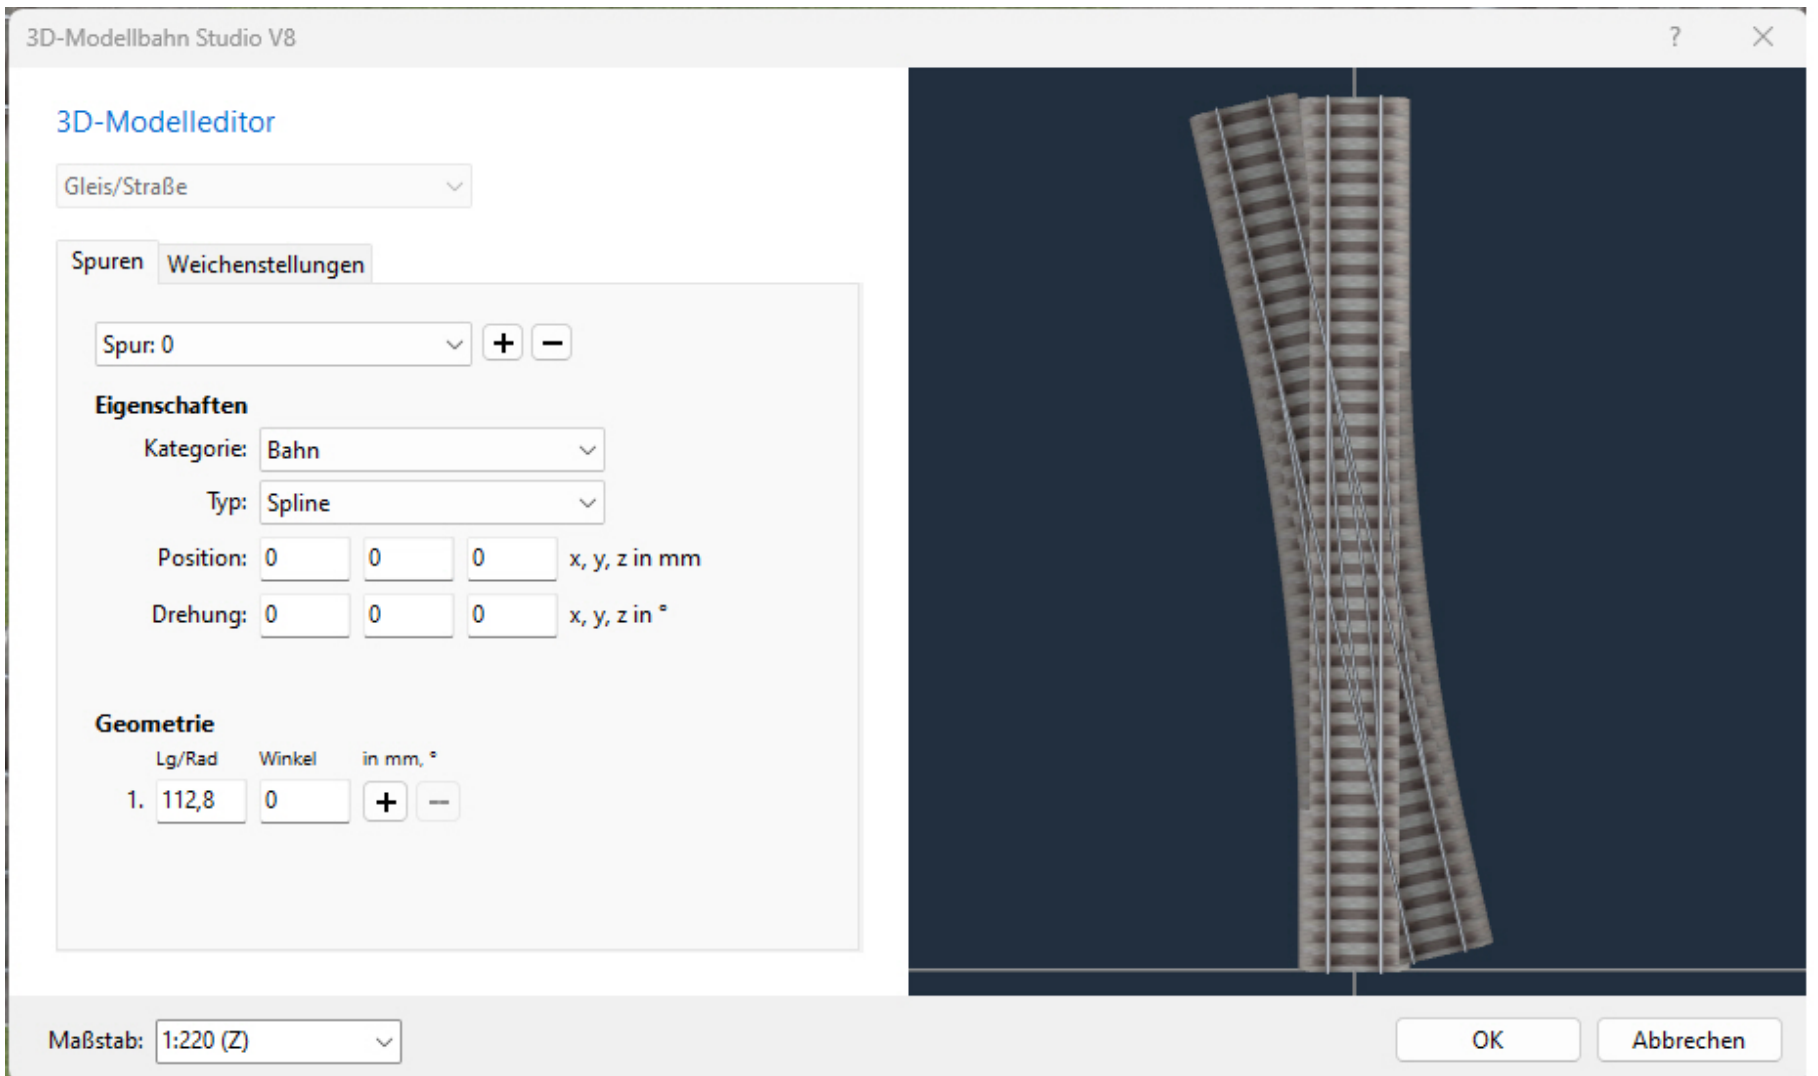 3D-Modellbahn Studio V8 ?
3D-Modelleditor
Gleis/Straße
Spuren Weichenstellungen
Spur: 0
Eigenschaften
Kategorie: Bahn
Typ: Spline
Position: 0 0 0 x, y, z in mm
Drehung: 0 0 0 x, y, z in °
Geometrie
Lg/Rad Winkel in mm, °
1. 112,8 0
Maßstab: 1:220 (Z) OK Abbrechen